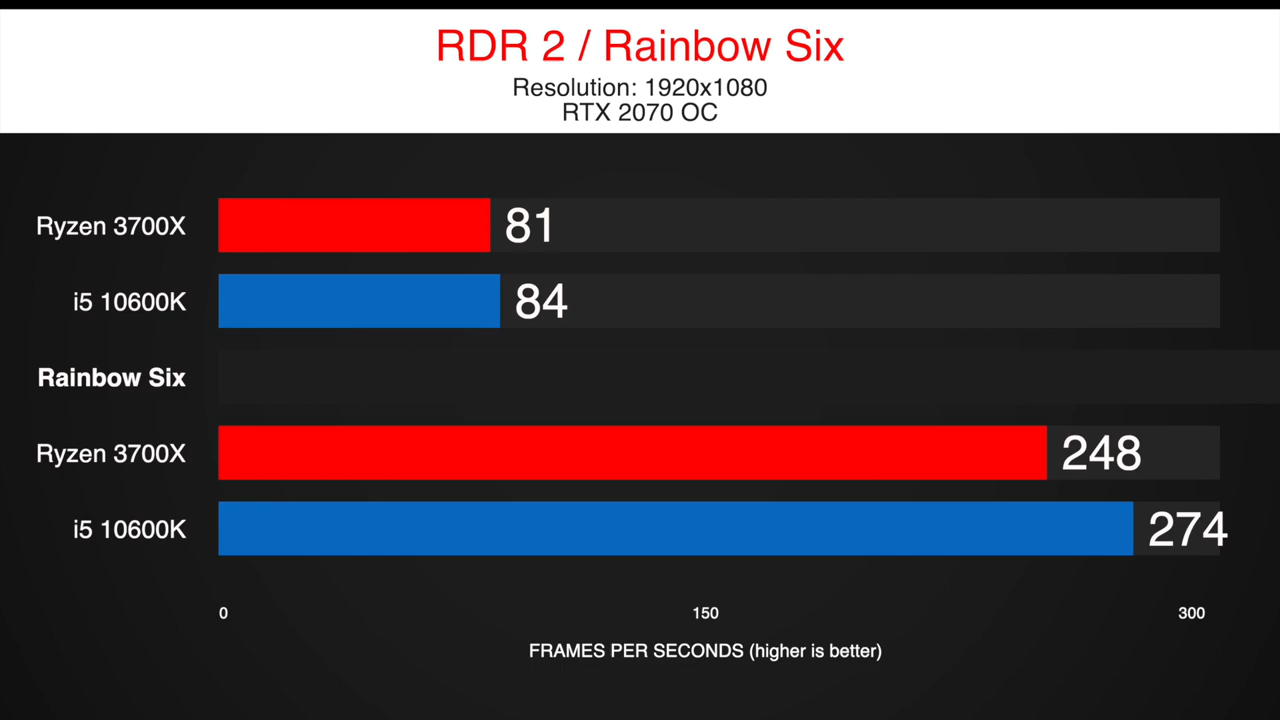 RDR 2 / Rainbow Six
Resolution: 1920x1080
RTX 2070 OC
Ryzen 3700X 81
i5 10600K 84
Rainbow Six
Ryzen 3700X 248
i5 10600K 274
0 150 300
FRAMES PER SECONDS (higher is better)